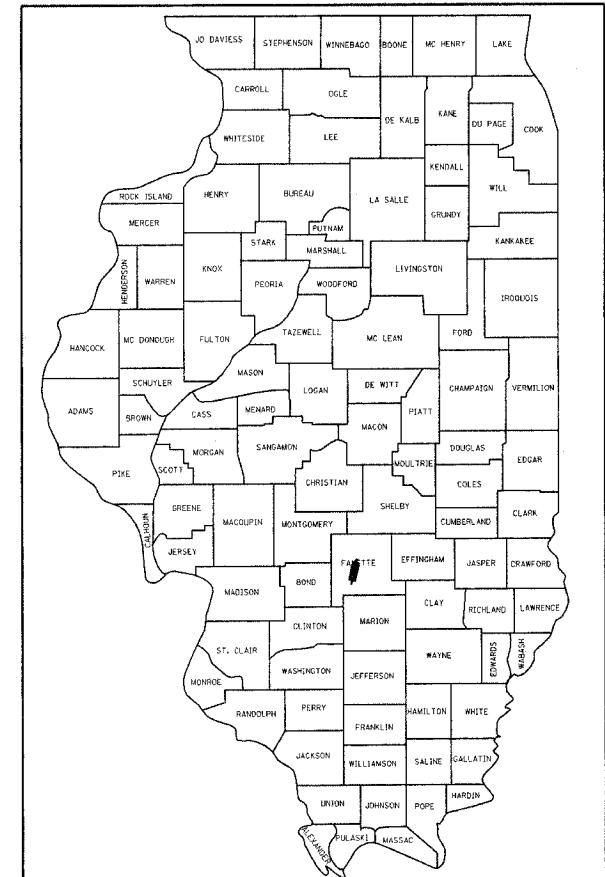 JO DAVIESS
STEPHENSON
WINNEBAGO
BOONE
MC HENRY
LAKE
CARROLL
OGLE
DE KALB
KANE
DU PAGE
COOK
WHITESIDE
LEE
KENDALL
WILL
ROCK ISLAND
HENRY
BUREAU
LA SALLE
GRUNDY
MERCER
PUTNAM
KANKAKEE
STARK
MARSHALL
HENDERSON
WARREN
KNOX
PEORIA
WOODFORD
LIVINGSTON
IROQUOIS
HANCOCK
MC DONOUGH
FULTON
TAZEWELL
MC LEAN
FORD
MASON
SCHUYLER
LOGAN
DE WITT
CHAMPAIGN
VERMILION
ADAMS
BROWN
CASS
MENARD
PIATT
MACON
MORGAN
SANGAMON
DOUGLAS
EDGAR
PIKE
SCOTT
CHRISTIAN
MOULTRIE
COLES
GREENE
MACOUPIN
MONTGOMERY
SHELBY
CUMBERLAND
CLARK
CALHOUN
JERSEY
EFFINGHAM
JASPER
CRAWFORD
MADISON
BOND
CLAY
RICHLAND
LAWRENCE
CLINTON
MARION
ST. CLAIR
WAYNE
EDWARDS
WABASH
WASHINGTON
JEFFERSON
MONROE
RANDOLPH
PERRY
HAMILTON
WHITE
FRANKLIN
JACKSON
WILLIAMSON
SALINE
GALLATIN
HARDIN
UNION
JOHNSON
POPE
ALEXANDER
PULASKI
MASSAC